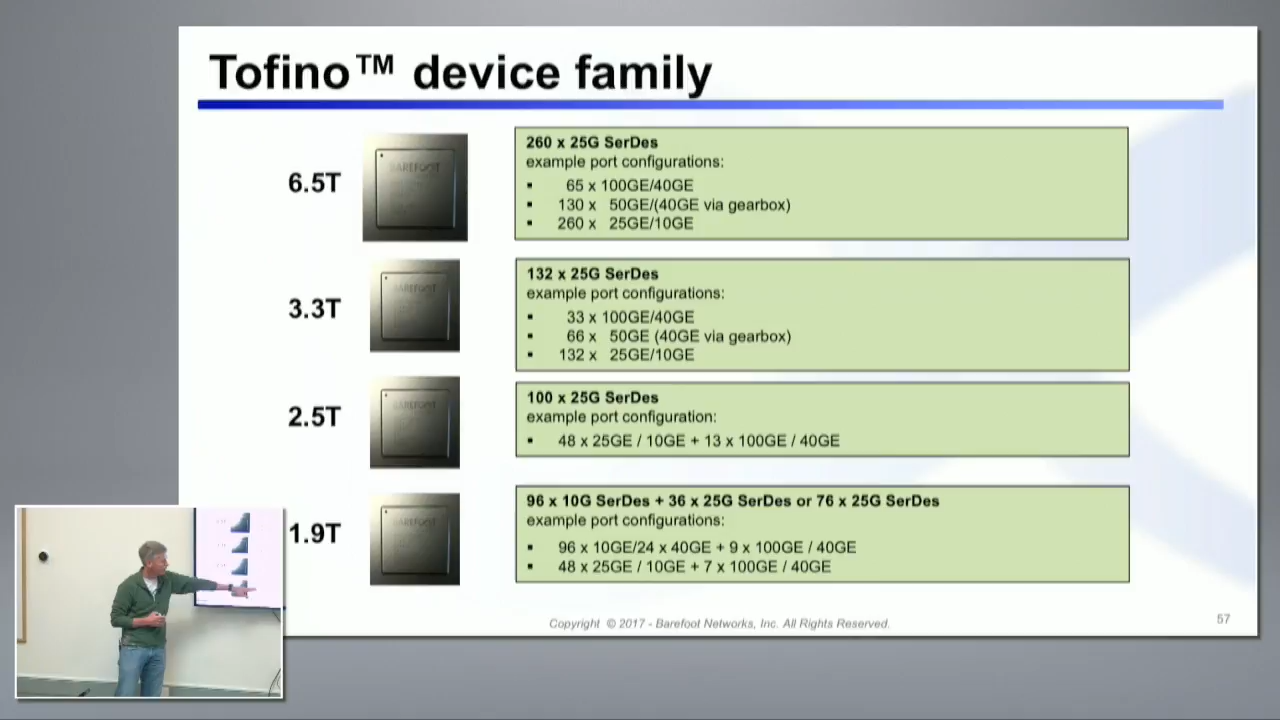 Tofino™ device family
6.5T
BAREFOOT
260 x 25G SerDes
example port configurations:
▪ 65 x 100GE/40GE
▪ 130 x 50GE/(40GE via gearbox)
▪ 260 x 25GE/10GE
3.3T
BAREFOOT
132 x 25G SerDes
example port configurations:
▪ 33 x 100GE/40GE
▪ 66 x 50GE (40GE via gearbox)
▪ 132 x 25GE/10GE
2.5T
BAREFOOT
100 x 25G SerDes
example port configuration:
▪ 48 x 25GE / 10GE + 13 x 100GE / 40GE
1.9T
BAREFOOT
96 x 10G SerDes + 36 x 25G SerDes or 76 x 25G SerDes
example port configurations:
▪ 96 x 10GE/24 x 40GE + 9 x 100GE / 40GE
▪ 48 x 25GE / 10GE + 7 x 100GE / 40GE
Copyright © 2017 - Barefoot Networks, Inc. All Rights Reserved.
57